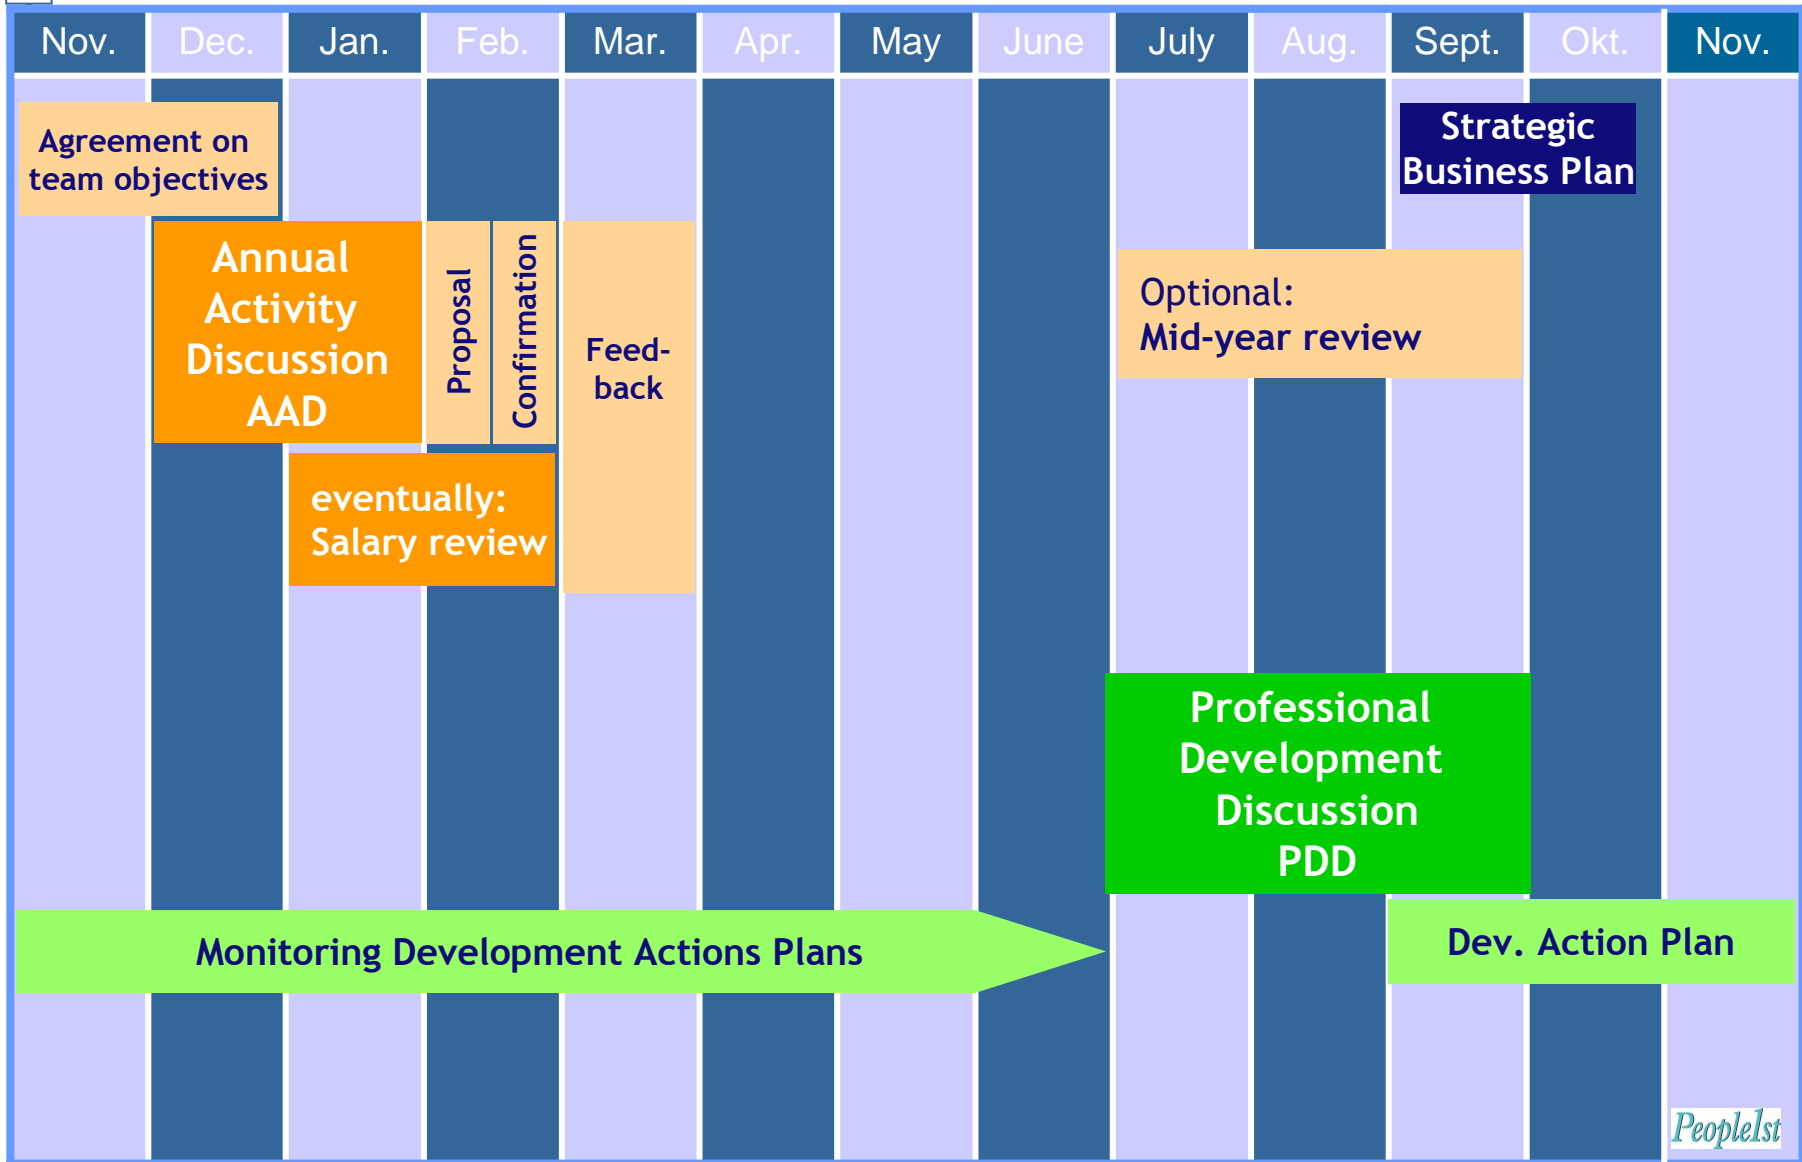 Nov. Dec. Jan. Feb. Mar. Apr. May June July Aug. Sept. Okt. Nov.
Agreement on
team objectives
Strategic
Business Plan
Annual
Activity
Discussion
AAD
Proposal
Confirmation
Feed-
back
Optional:
Mid-year review
eventually:
Salary review
Professional
Development
Discussion
PDD
Monitoring Development Actions Plans
Dev. Action Plan
People1st